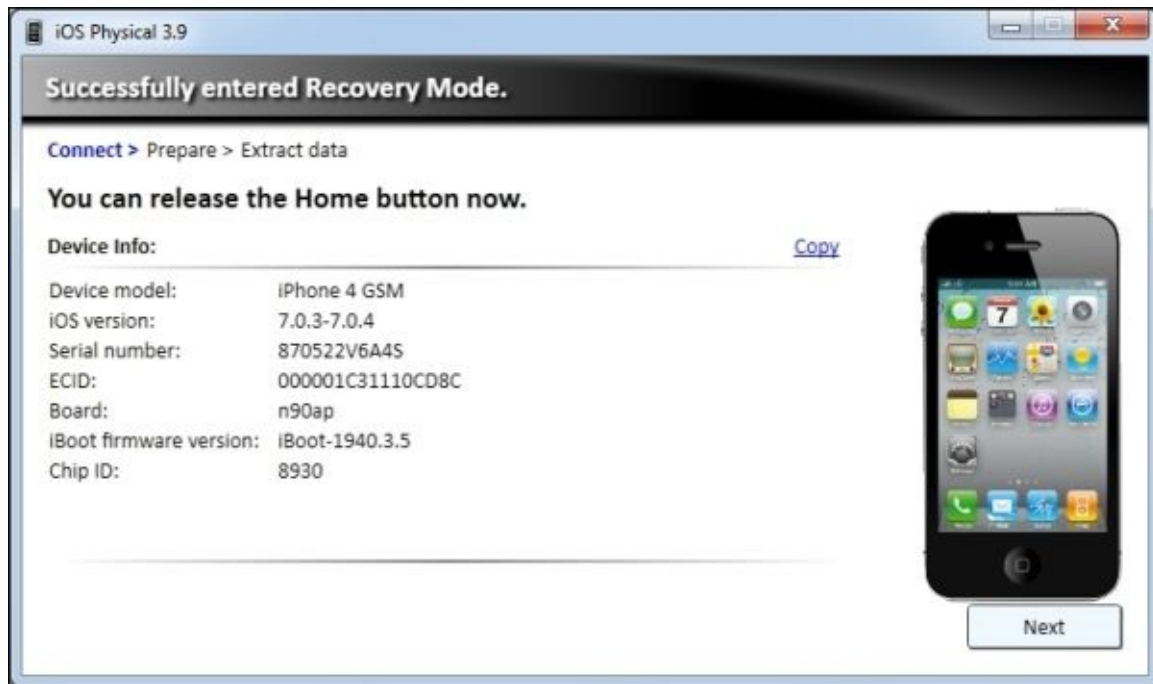 iOS Physical 3.9
Successfully entered Recovery Mode.
Connect > Prepare > Extract data
You can release the Home button now.
Device Info: Copy
Device model: iPhone 4 GSM
iOS version: 7.0.3-7.0.4
Serial number: 870522V6A4S
ECID: 000001C31110CD8C
Board: n90ap
iBoot firmware version: iBoot-1940.3.5
Chip ID: 8930
7
Next